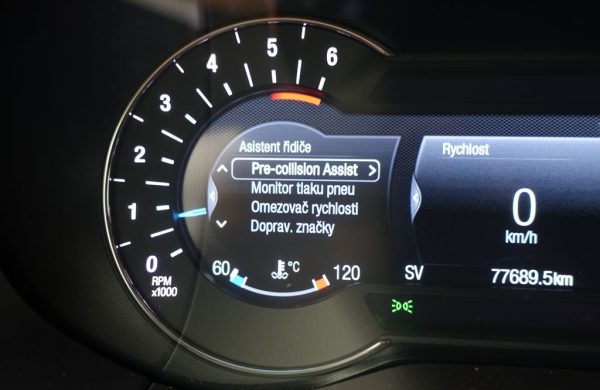 6
5
4
3
2
1
0
RPM
x1000
Asistent řidiče
Pre-collision Assist
Monitor tlaku pneu
Omezovač rychlosti
Doprav. značky
60 °C 120
Rychlost
0
km/h
SV 77689.5km